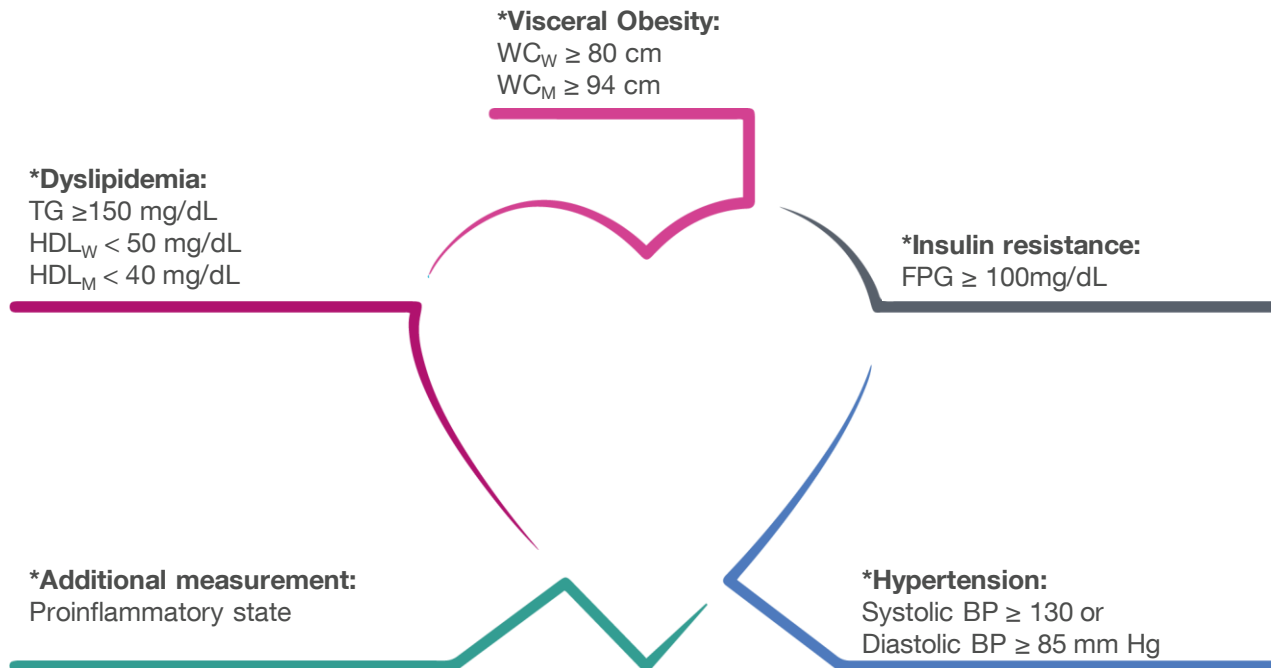 *Visceral Obesity:
WCW ≥ 80 cm
WCM ≥ 94 cm
*Dyslipidemia:
TG ≥150 mg/dL
HDLW < 50 mg/dL
HDLM < 40 mg/dL
*Insulin resistance:
FPG ≥ 100mg/dL
*Additional measurement:
Proinflammatory state
*Hypertension:
Systolic BP ≥ 130 or
Diastolic BP ≥ 85 mm Hg